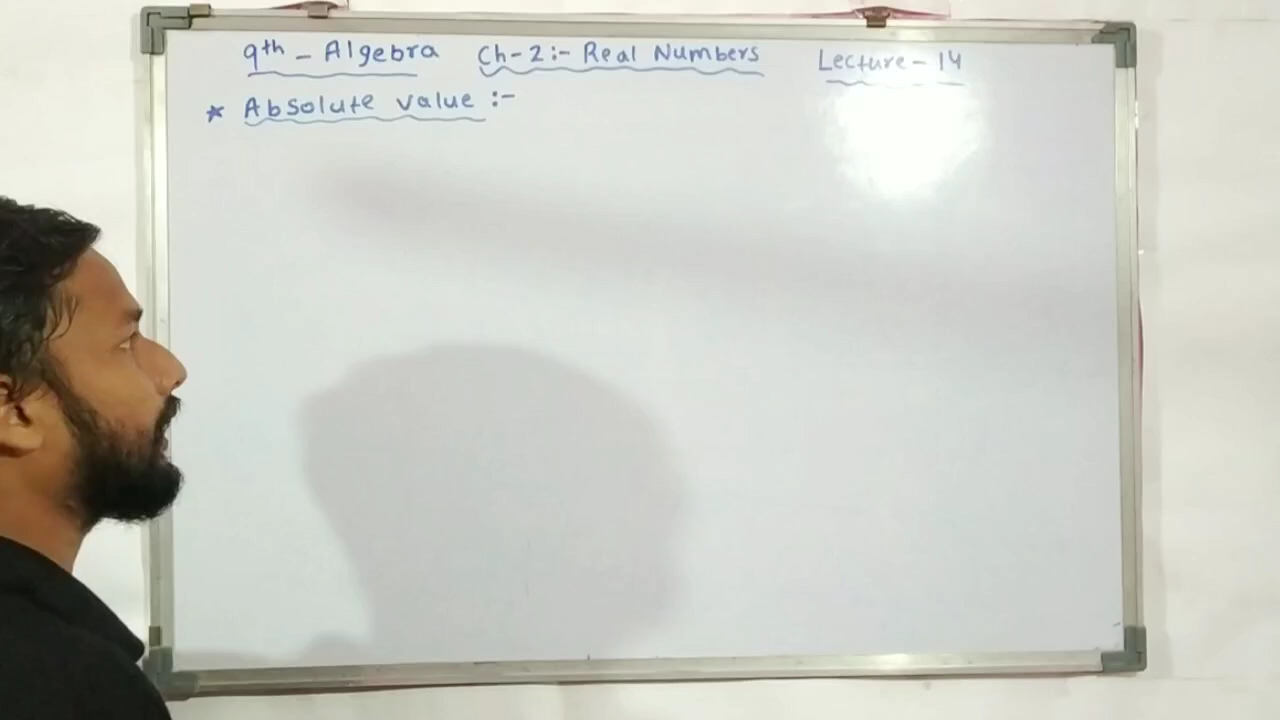 9th - Algebra Ch-2:- Real Numbers Lecture-14
* Absolute value :-